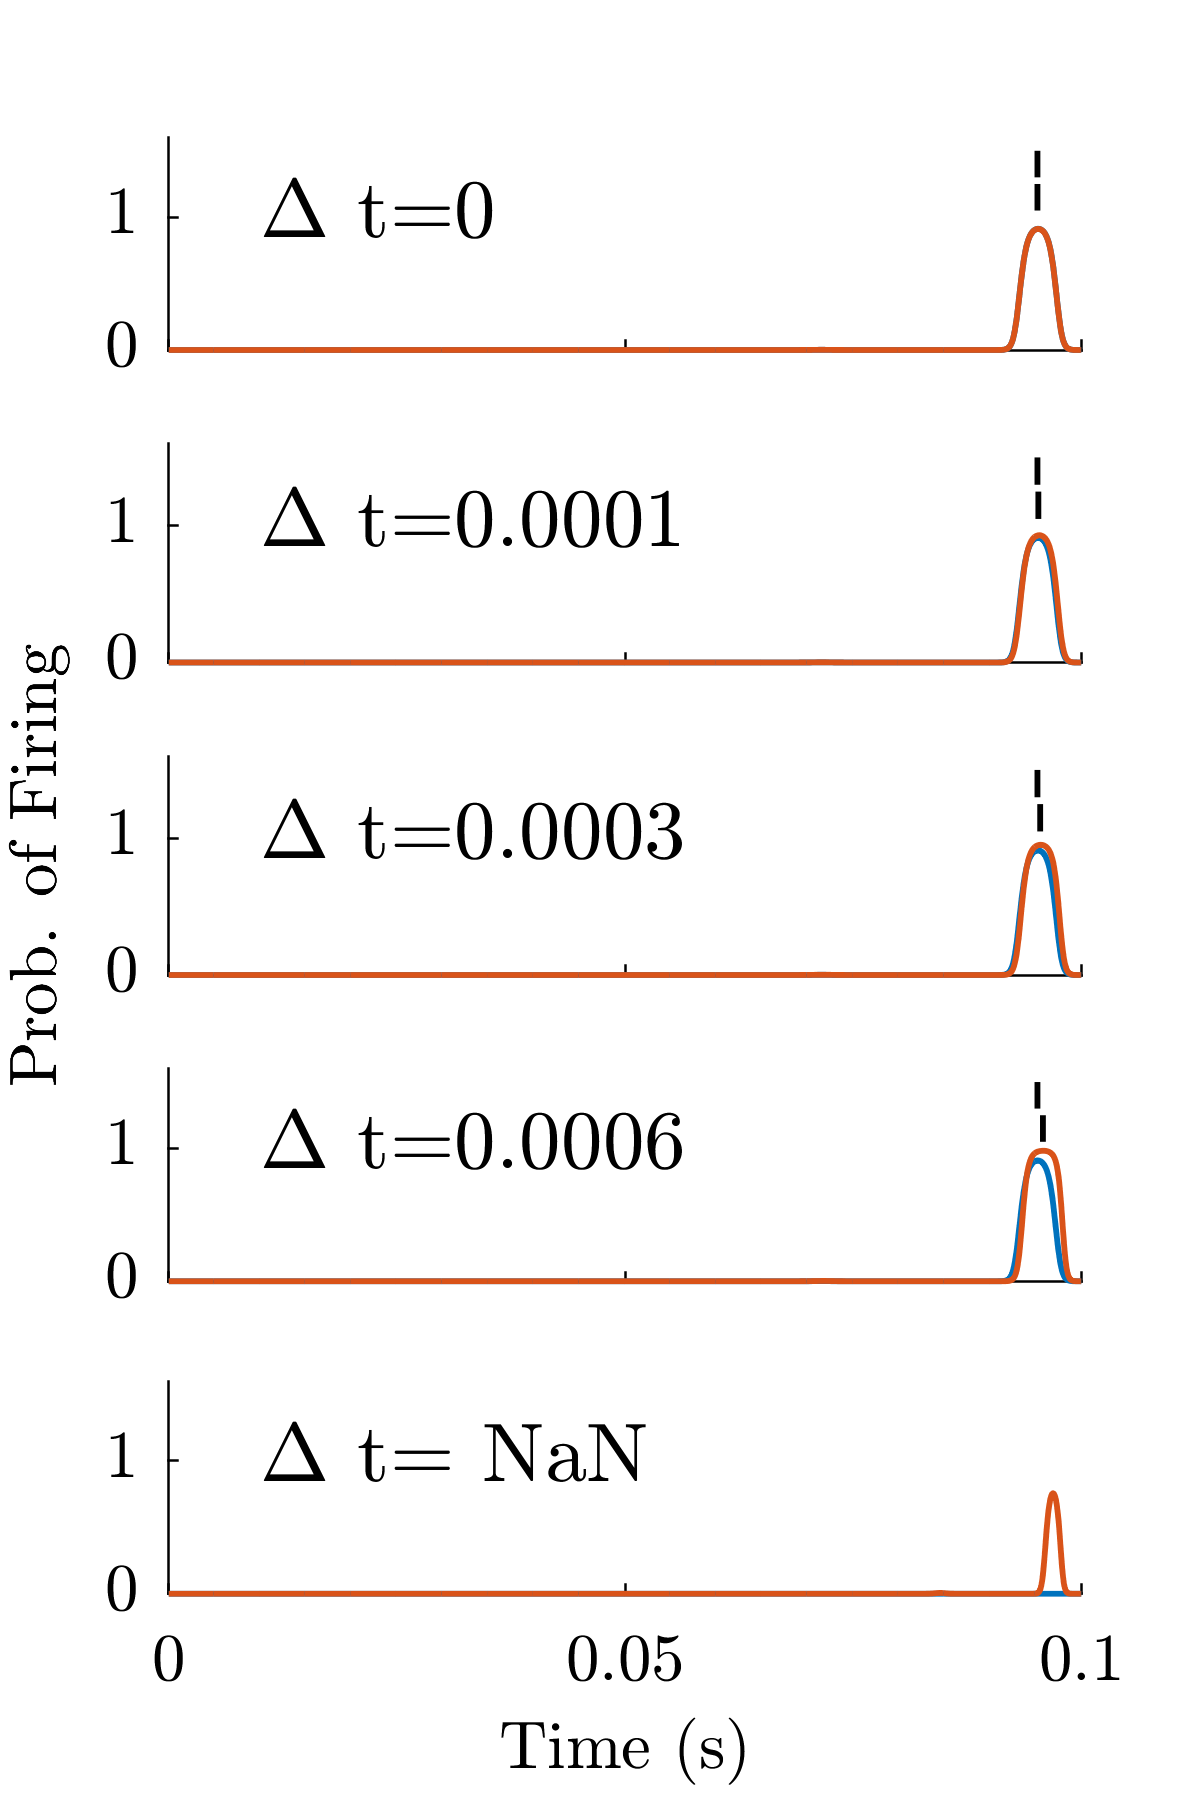 Δ t=0
1
0
Δ t=0.0001
1
0
Prob. of Firing
Δ t=0.0003
1
0
Δ t=0.0006
1
0
Δ t= NaN
1
0
0 0.05 0.1
Time (s)